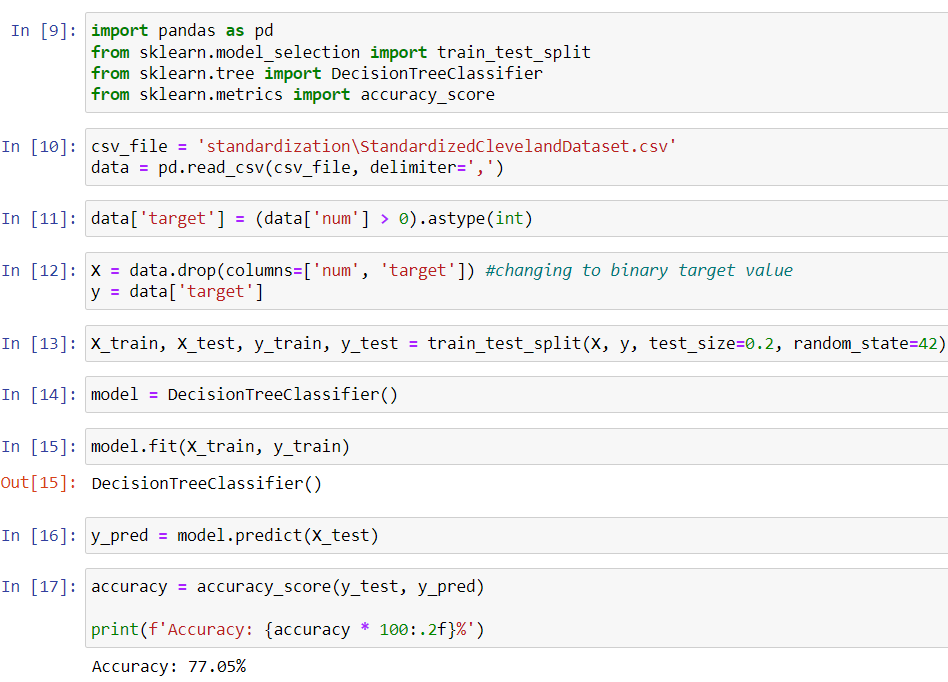 In [9]: import pandas as pd
from sklearn.model_selection import train_test_split
from sklearn.tree import DecisionTreeClassifier
from sklearn.metrics import accuracy_score
In [10]: csv_file = 'standardization\StandardizedClevelandDataset.csv'
data = pd.read_csv(csv_file, delimiter=',')
In [11]: data['target'] = (data['num'] > 0).astype(int)
In [12]: X = data.drop(columns=['num', 'target']) #changing to binary target value
y = data['target']
In [13]: X_train, X_test, y_train, y_test = train_test_split(X, y, test_size=0.2, random_state=42)
In [14]: model = DecisionTreeClassifier()
In [15]: model.fit(X_train, y_train)
Out[15]: DecisionTreeClassifier()
In [16]: y_pred = model.predict(X_test)
In [17]: accuracy = accuracy_score(y_test, y_pred)
print(f'Accuracy: {accuracy * 100:.2f}%')
Accuracy: 77.05%